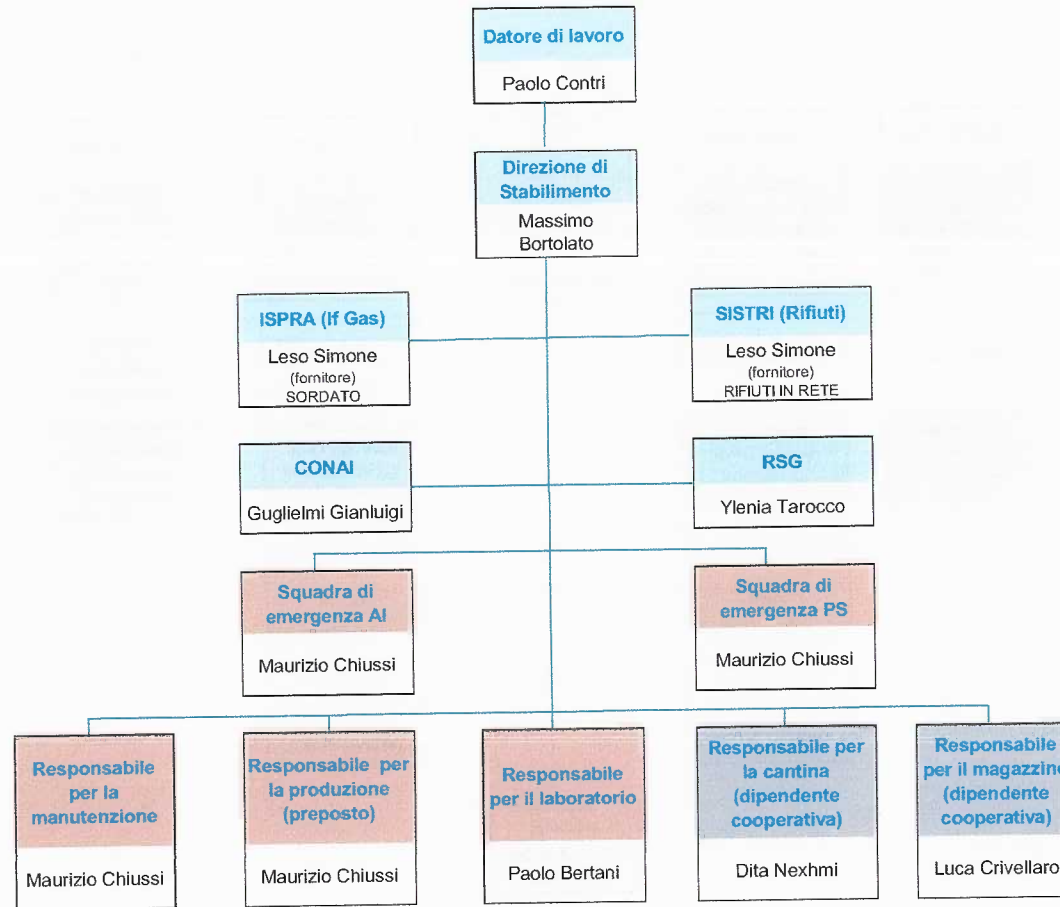 Datore di lavoro
Paolo Contri
Direzione di
Stabilimento
Massimo
Bortolato
ISPRA (If Gas)
Leso Simone
(fornitore)
SORDATO
SISTRI (Rifiuti)
Leso Simone
(fornitore)
RIFIUTI IN RETE
CONAI
Guglielmi Gianluigi
RSG
Ylenia Tarocco
Squadra di
emergenza AI
Maurizio Chiussi
Squadra di
emergenza PS
Maurizio Chiussi
Responsabile
per la
manutenzione
Maurizio Chiussi
Responsabile per
la produzione
(preposto)
Maurizio Chiussi
Responsabile
per il laboratorio
Paolo Bertani
Responsabile per
la cantina
(dipendente
cooperativa)
Dita Nexhmi
Responsabile
per il magazzino
(dipendente
cooperativa)
Luca Crivellaro